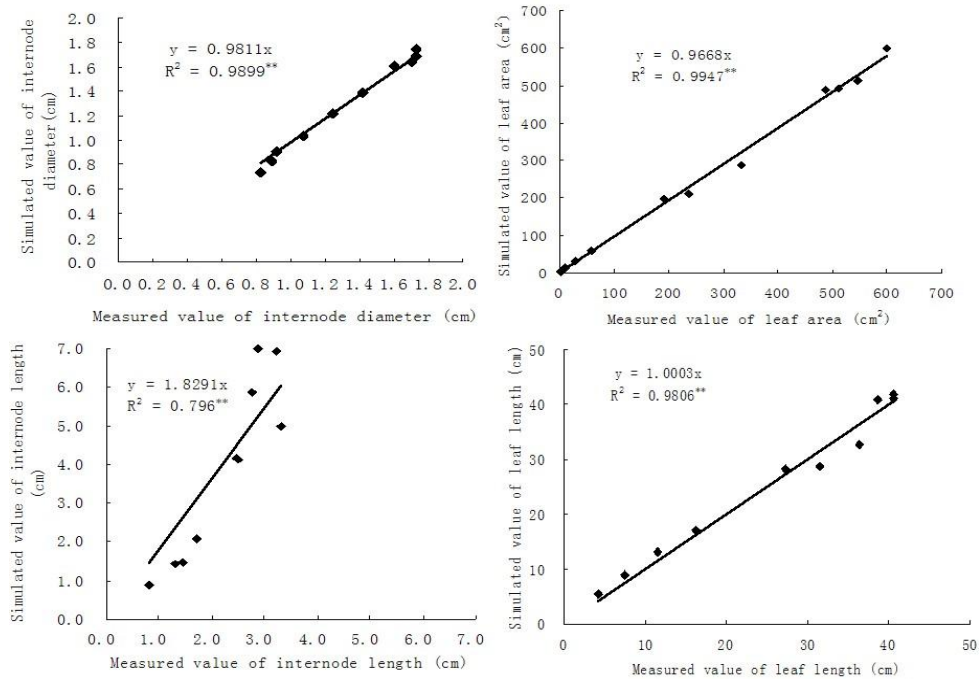 Simulated value of internode
diameter(cm)
2.0
1.8
1.6
1.4
1.2
1.0
0.8
0.6
0.4
0.2
0.0
y = 0.9811x
R² = 0.9899**
0.0 0.2 0.4 0.6 0.8 1.0 1.2 1.4 1.6 1.8 2.0
Measured value of internode diameter (cm)
Simulated value of leaf area (cm²)
700
600
500
400
300
200
100
0
y = 0.9668x
R² = 0.9947**
0 100 200 300 400 500 600 700
Measured value of leaf area (cm²)
Simulated value of internode length
(cm)
7.0
6.0
5.0
4.0
3.0
2.0
1.0
0.0
y = 1.8291x
R² = 0.796**
0.0 1.0 2.0 3.0 4.0 5.0 6.0 7.0
Measured value of internode length (cm)
Simulated value of leaf length (cm)
50
40
30
20
10
0
y = 1.0003x
R² = 0.9806**
0 10 20 30 40 50
Measured value of leaf length (cm)